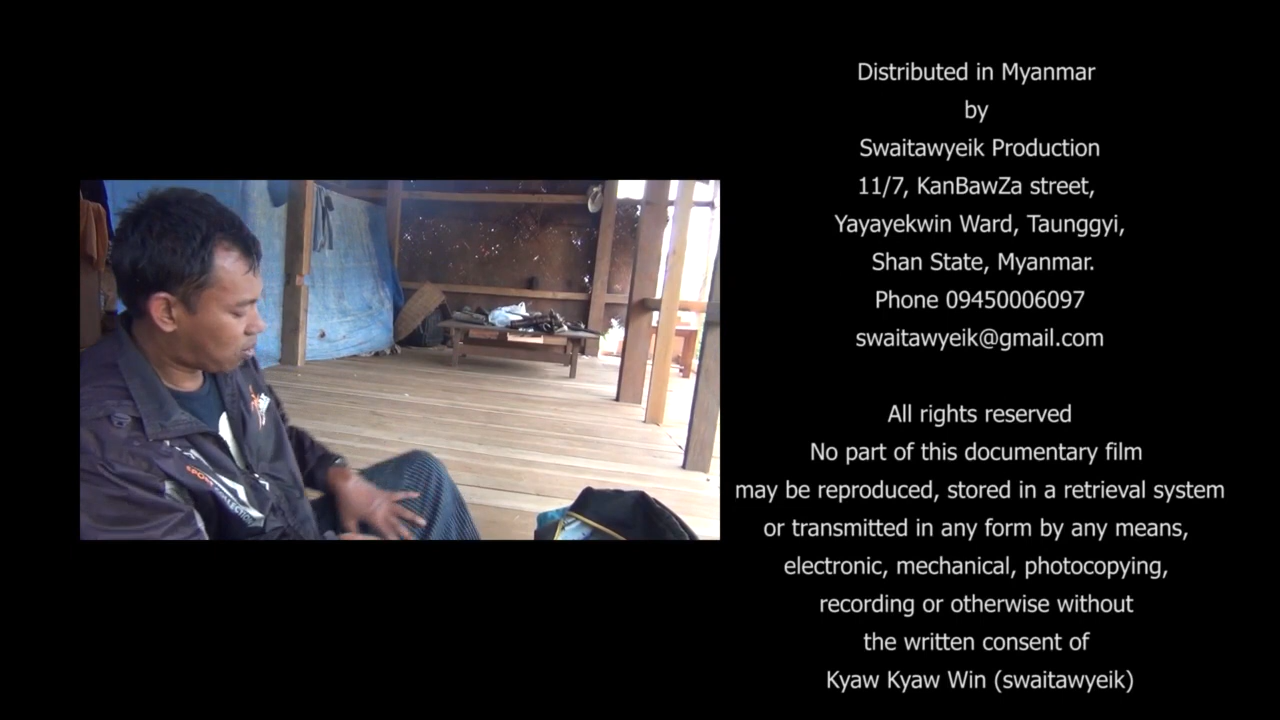 Distributed in Myanmar
by
Swaitawyeik Production
11/7, KanBawZa street,
Yayayekwin Ward, Taunggyi,
Shan State, Myanmar.
Phone 09450006097
swaitawyeik@gmail.com
All rights reserved
No part of this documentary film
may be reproduced, stored in a retrieval system
or transmitted in any form by any means,
electronic, mechanical, photocopying,
recording or otherwise without
the written consent of
Kyaw Kyaw Win (swaitawyeik)
SPORT COLLECTION